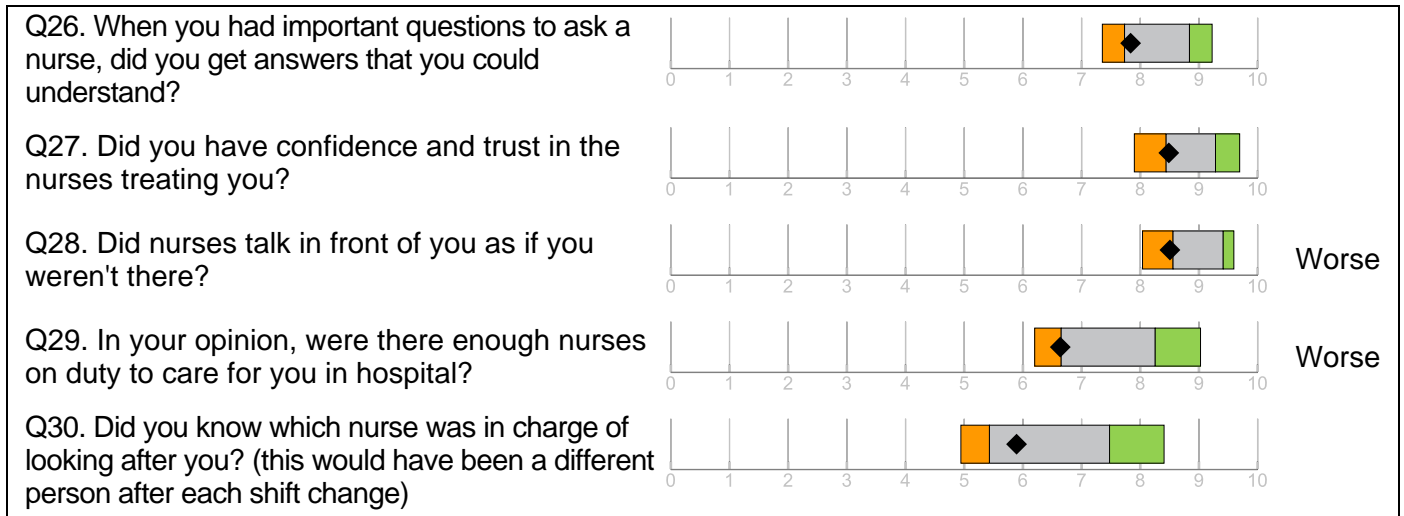 Q26. When you had important questions to ask a
nurse, did you get answers that you could
understand?
0 1 2 3 4 5 6 7 8 9 10
Q27. Did you have confidence and trust in the
nurses treating you?
0 1 2 3 4 5 6 7 8 9 10
Q28. Did nurses talk in front of you as if you
weren't there?
Worse
0 1 2 3 4 5 6 7 8 9 10
Q29. In your opinion, were there enough nurses
on duty to care for you in hospital?
Worse
0 1 2 3 4 5 6 7 8 9 10
Q30. Did you know which nurse was in charge of
looking after you? (this would have been a different
person after each shift change)
0 1 2 3 4 5 6 7 8 9 10